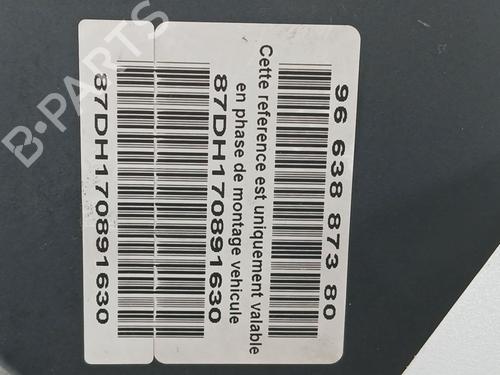 96 638 873 80
Cette reference est uniquement valable
en phase de montage vehicule
87DH170891630
87DH170891630
B-PARTS